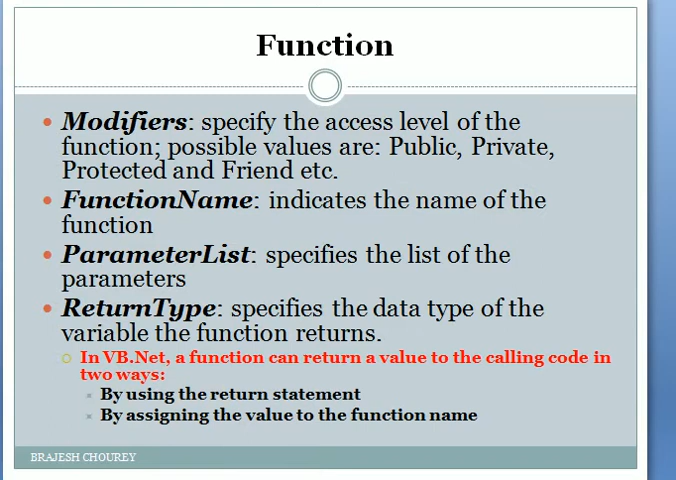 Function
Modifiers: specify the access level of the
function; possible values are: Public, Private,
Protected and Friend etc.
FunctionName: indicates the name of the
function
ParameterList: specifies the list of the
parameters
ReturnType: specifies the data type of the
variable the function returns.
In VB.Net, a function can return a value to the calling code in
two ways:
By using the return statement
By assigning the value to the function name
BRAJESH CHOUREY